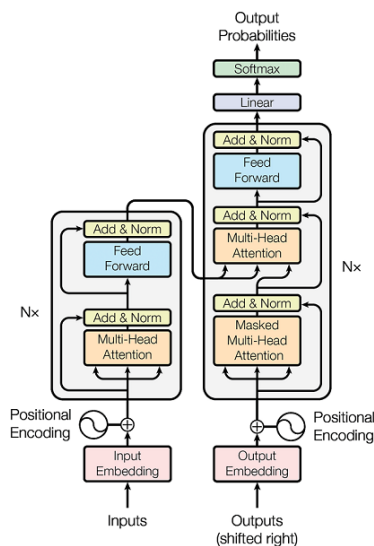 Output
Probabilities
Softmax
Linear
Add & Norm
Feed
Forward
Add & Norm
Multi-Head
Attention
Nx
Add & Norm
Masked
Multi-Head
Attention
Positional
Encoding
Output
Embedding
Outputs
(shifted right)
Add & Norm
Feed
Forward
Nx
Add & Norm
Multi-Head
Attention
Positional
Encoding
Input
Embedding
Inputs